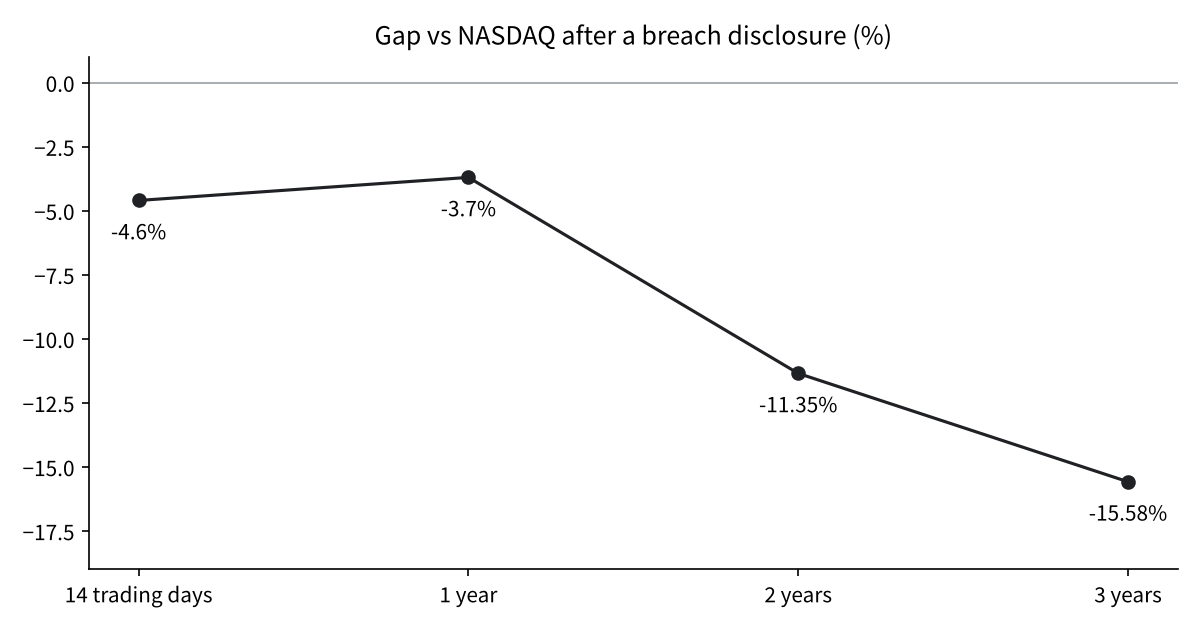 Gap vs NASDAQ after a breach disclosure (%)
0.0
−2.5
−5.0
−7.5
−10.0
−12.5
−15.0
−17.5
-4.6%
-3.7%
-11.35%
-15.58%
14 trading days
1 year
2 years
3 years